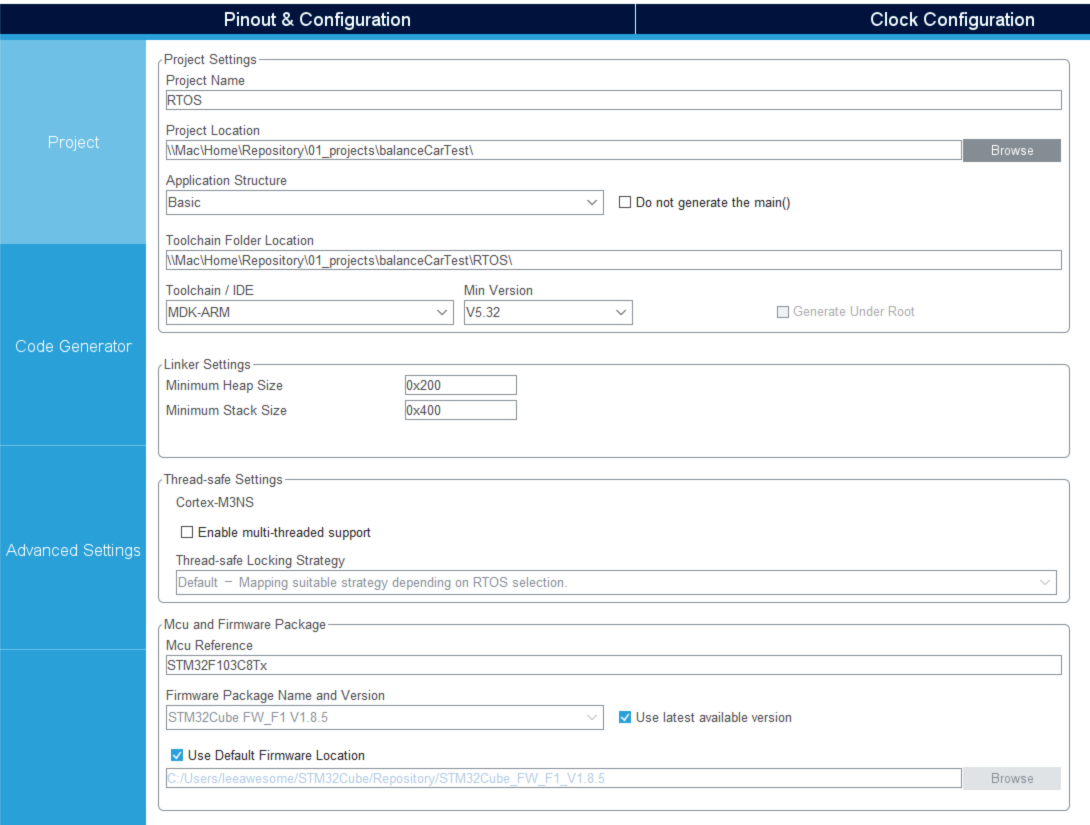 Pinout & Configuration
Clock Configuration
Project
Code Generator
Advanced Settings
Project Settings
Project Name
RTOS
Project Location
\\Mac\Home\Repository\01_projects\balanceCarTest\
Browse
Application Structure
Basic
Do not generate the main()
Toolchain Folder Location
\\Mac\Home\Repository\01_projects\balanceCarTest\RTOS\
Toolchain / IDE
Min Version
MDK-ARM
V5.32
Generate Under Root
Linker Settings
Minimum Heap Size
0x200
Minimum Stack Size
0x400
Thread-safe Settings
Cortex-M3NS
Enable multi-threaded support
Thread-safe Locking Strategy
Default – Mapping suitable strategy depending on RTOS selection.
Mcu and Firmware Package
Mcu Reference
STM32F103C8Tx
Firmware Package Name and Version
STM32Cube FW_F1 V1.8.5
Use latest available version
Use Default Firmware Location
C:/Users/leeawesome/STM32Cube/Repository/STM32Cube_FW_F1_V1.8.5
Browse